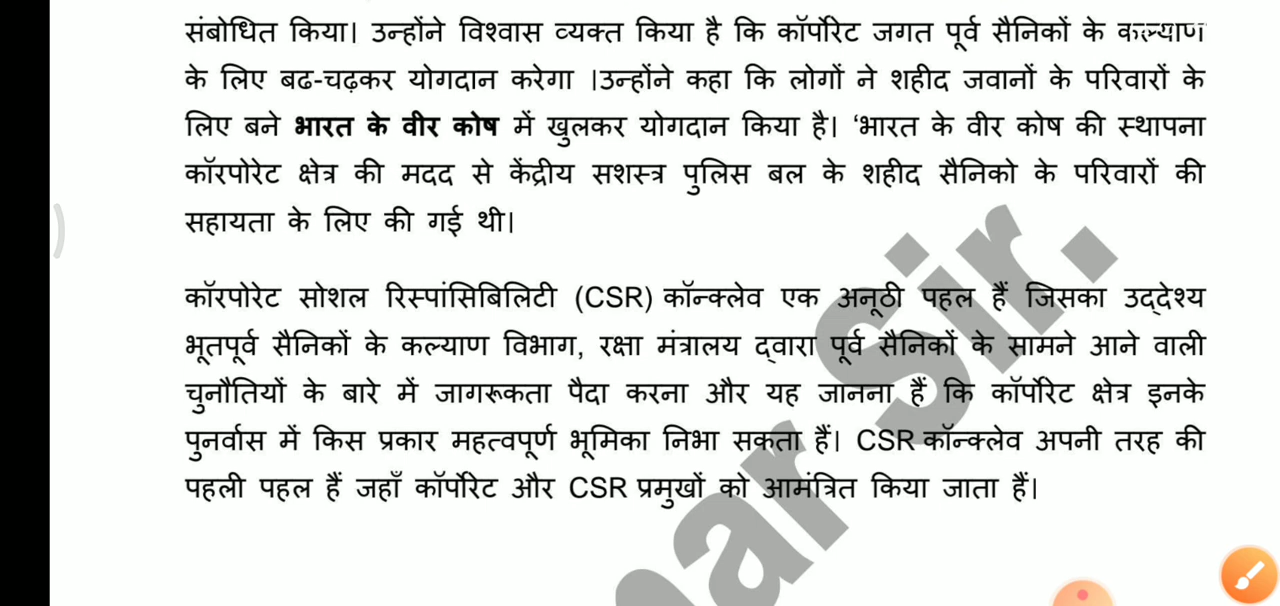 संबोधित किया। उन्होंने विश्वास व्यक्त किया है कि कॉर्पोरेट जगत पूर्व सैनिकों के कल्याण
के लिए बढ-चढ़कर योगदान करेगा ।उन्होंने कहा कि लोगों ने शहीद जवानों के परिवारों के
लिए बने भारत के वीर कोष में खुलकर योगदान किया है। ‘भारत के वीर कोष की स्थापना
कॉरपोरेट क्षेत्र की मदद से केंद्रीय सशस्त्र पुलिस बल के शहीद सैनिको के परिवारों की
सहायता के लिए की गई थी।
कॉरपोरेट सोशल रिस्पांसिबिलिटी (CSR) कॉन्क्लेव एक अनूठी पहल हैं जिसका उद्देश्य
भूतपूर्व सैनिकों के कल्याण विभाग, रक्षा मंत्रालय द्वारा पूर्व सैनिकों के सामने आने वाली
चुनौतियों के बारे में जागरूकता पैदा करना और यह जानना हैं कि कॉर्पोरेट क्षेत्र इनके
पुनर्वास में किस प्रकार महत्वपूर्ण भूमिका निभा सकता हैं। CSR कॉन्क्लेव अपनी तरह की
पहली पहल हैं जहाँ कॉर्पोरेट और CSR प्रमुखों को आमंत्रित किया जाता हैं।
ar Sir.